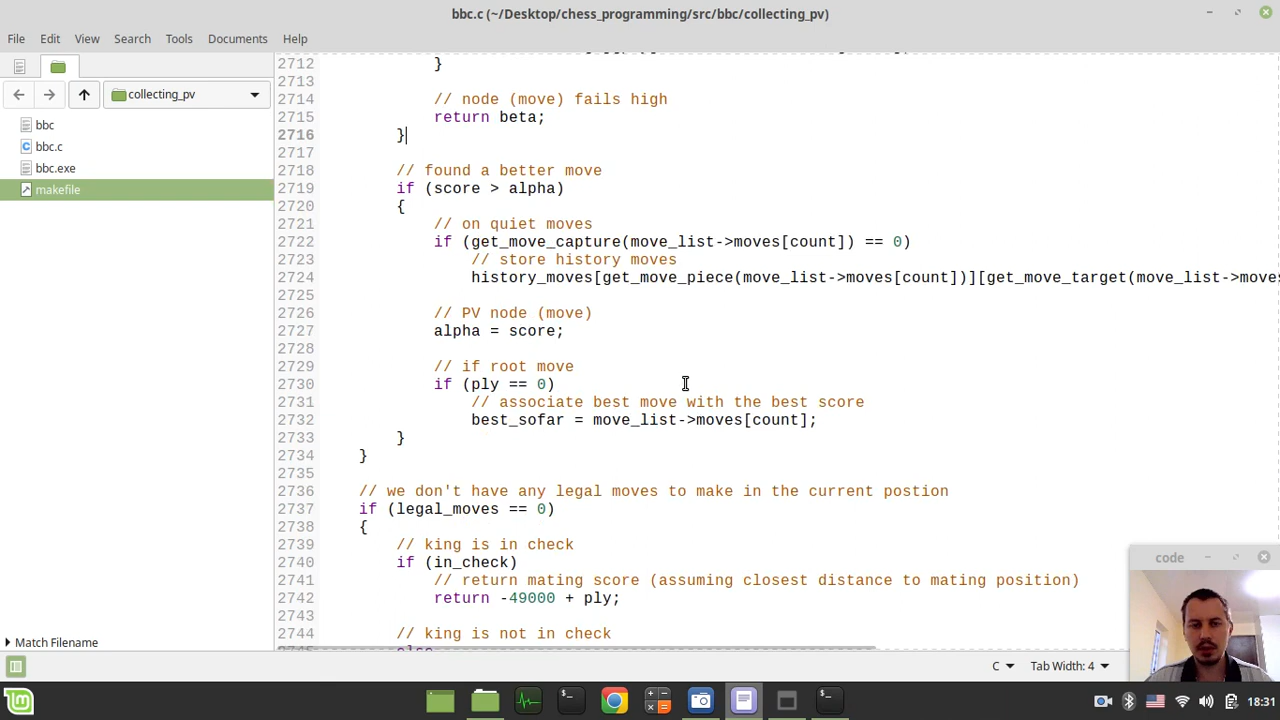 bbc.c (~/Desktop/chess_programming/src/bbc/collecting_pv)
File Edit View Search Tools Documents Help
collecting_pv
bbc
bbc.c
bbc.exe
makefile
Match Filename
2712 }
2713
2714 // node (move) fails high
2715 return beta;
2716 }
2717
2718 // found a better move
2719 if (score > alpha)
2720 {
2721 // on quiet moves
2722 if (get_move_capture(move_list->moves[count]) == 0)
2723 // store history moves
2724 history_moves[get_move_piece(move_list->moves[count])][get_move_target(move_list->move
2725
2726 // PV node (move)
2727 alpha = score;
2728
2729 // if root move
2730 if (ply == 0)
2731 // associate best move with the best score
2732 best_sofar = move_list->moves[count];
2733 }
2734 }
2735
2736 // we don't have any legal moves to make in the current postion
2737 if (legal_moves == 0)
2738 {
2739 // king is in check
2740 if (in_check)
2741 // return mating score (assuming closest distance to mating position)
2742 return -49000 + ply;
2743
2744 // king is not in check
code
C Tab Width: 4
18:31